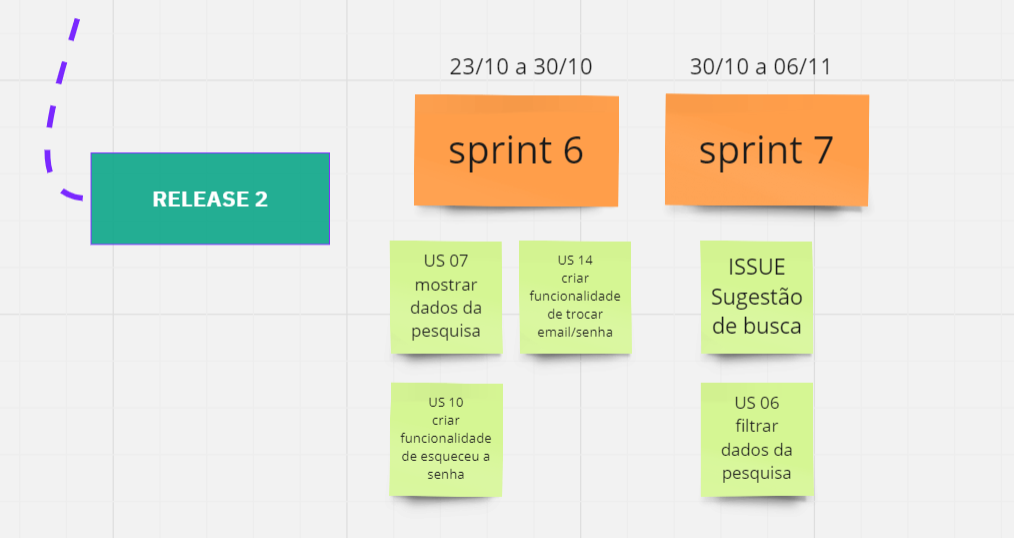 23/10 a 30/10
30/10 a 06/11
sprint 6
sprint 7
RELEASE 2
US 07
mostrar
dados da
pesquisa
US 14
criar
funcionalidade
de trocar
email/senha
ISSUE
Sugestão
de busca
US 10
criar
funcionalidade
de esqueceu a
senha
US 06
filtrar
dados da
pesquisa